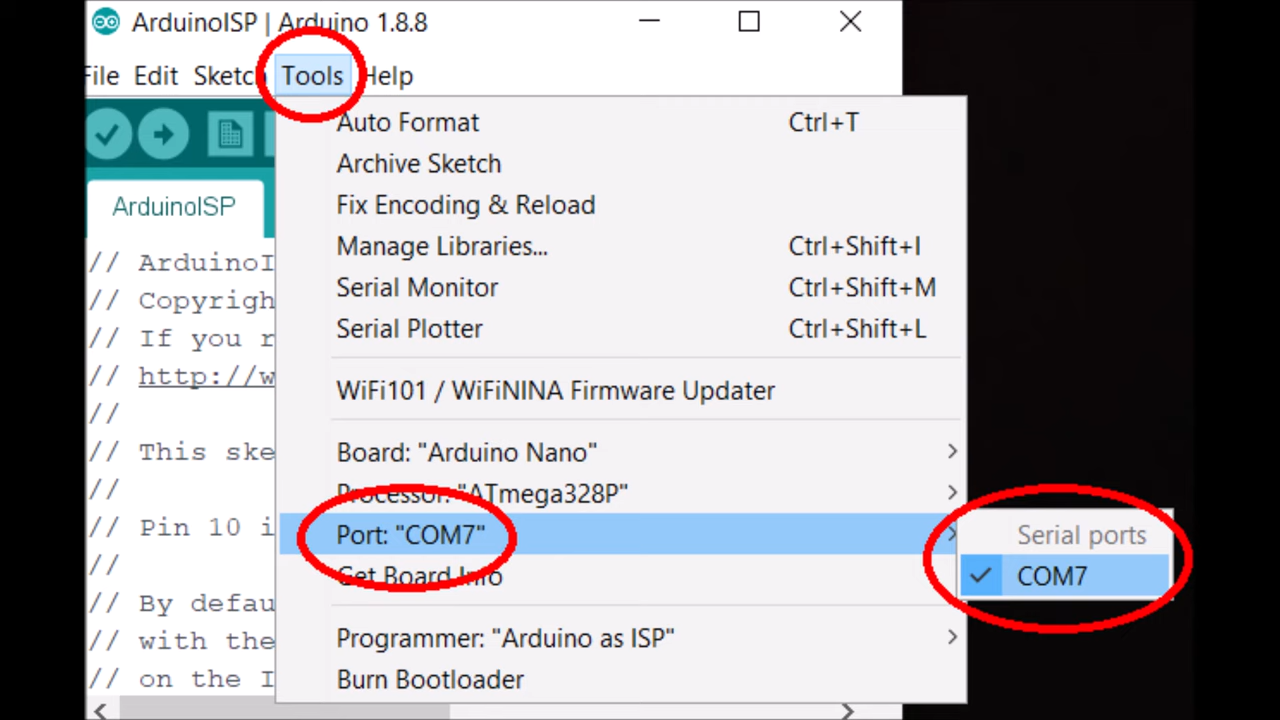 ArduinoISP | Arduino 1.8.8
File Edit Sketch Tools Help
Auto Format Ctrl+T
Archive Sketch
Fix Encoding & Reload
Manage Libraries... Ctrl+Shift+I
Serial Monitor Ctrl+Shift+M
Serial Plotter Ctrl+Shift+L
WiFi101 / WiFiNINA Firmware Updater
Board: "Arduino Nano"
Processor: "ATmega328P"
Port: "COM7"
Get Board Info
Programmer: "Arduino as ISP"
Burn Bootloader
Serial ports
COM7
ArduinoISP
// ArduinoI
// Copyrigh
// If you r
// http://w
//
// This ske
//
// Pin 10 i
//
// By defau
// with the
// on the I